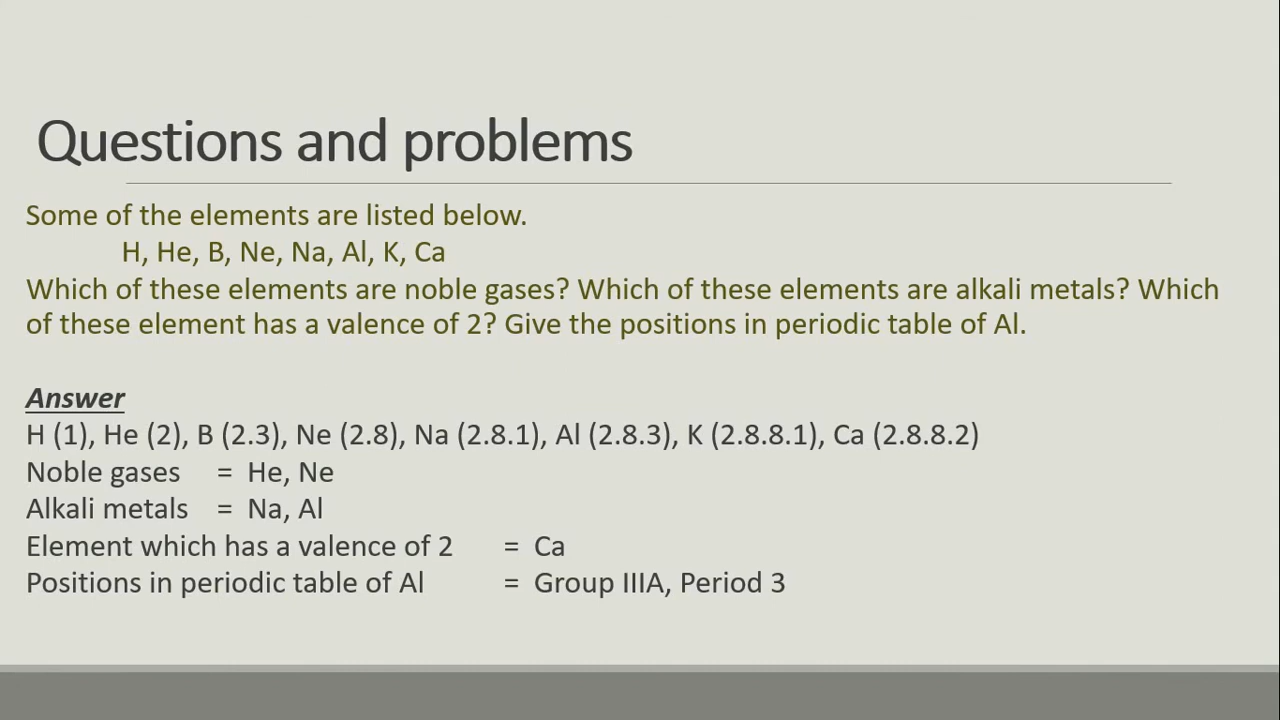 Questions and problems
Some of the elements are listed below.
H, He, B, Ne, Na, Al, K, Ca
Which of these elements are noble gases? Which of these elements are alkali metals? Which
of these element has a valence of 2? Give the positions in periodic table of Al.
Answer
H (1), He (2), B (2.3), Ne (2.8), Na (2.8.1), Al (2.8.3), K (2.8.8.1), Ca (2.8.8.2)
Noble gases = He, Ne
Alkali metals = Na, Al
Element which has a valence of 2 = Ca
Positions in periodic table of Al = Group IIIA, Period 3